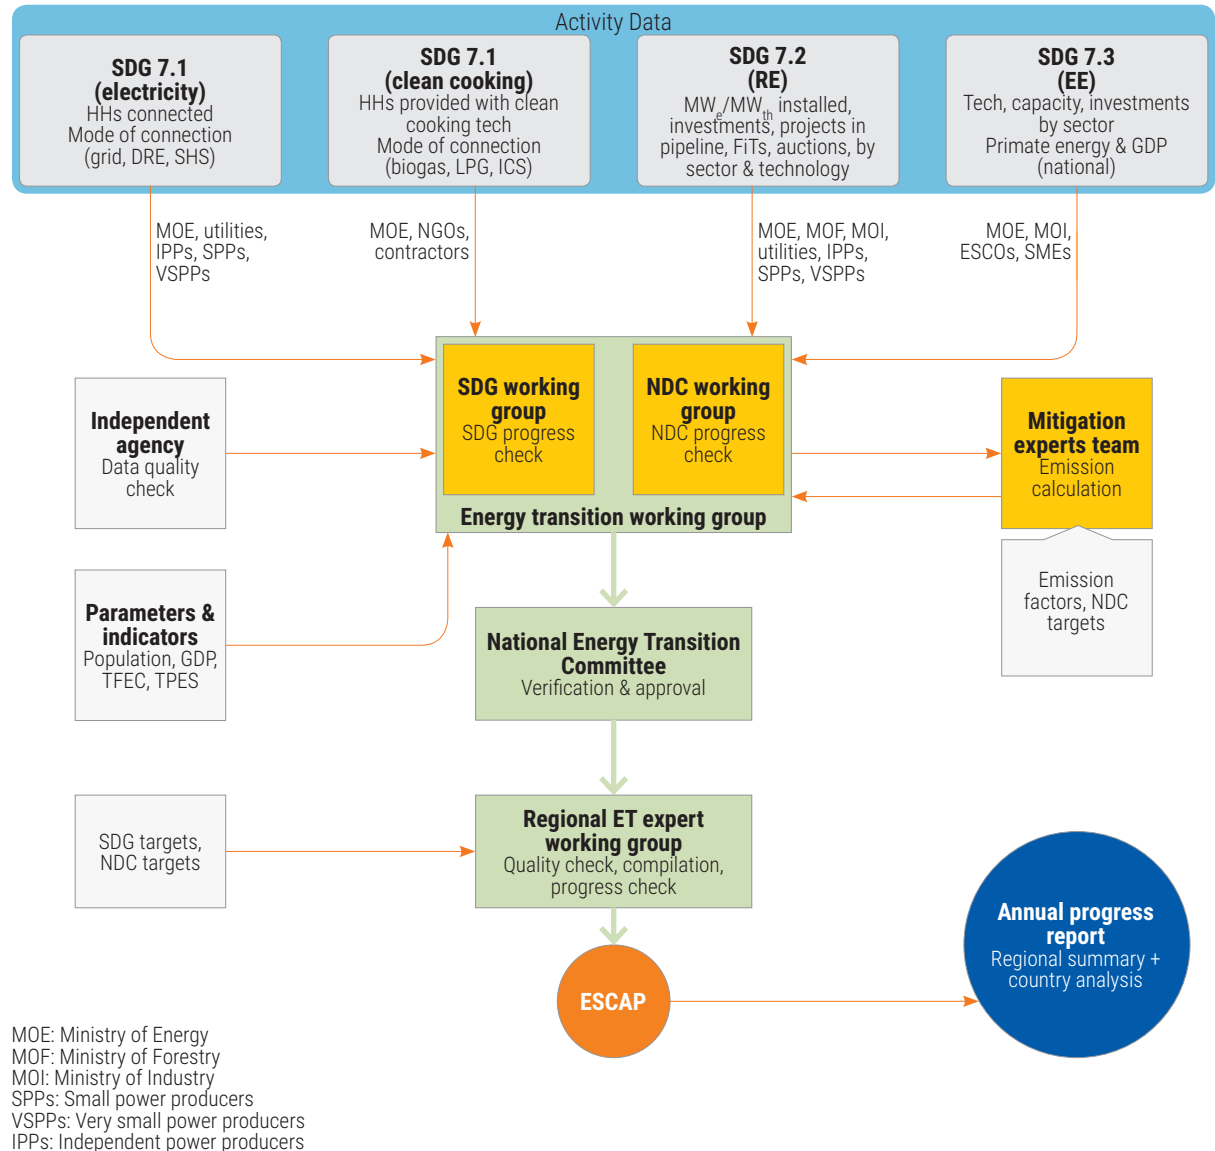 Activity Data
SDG 7.1
(electricity)
HHs connected
Mode of connection
(grid, DRE, SHS)
SDG 7.1
(clean cooking)
HHs provided with clean
cooking tech
Mode of connection
(biogas, LPG, ICS)
SDG 7.2
(RE)
MWe/MWth installed,
investments, projects in
pipeline, FiTs, auctions, by
sector & technology
SDG 7.3
(EE)
Tech, capacity, investments
by sector
Primate energy & GDP
(national)
MOE, utilities,
IPPs, SPPs,
VSPPs
MOE, NGOs,
contractors
MOE, MOF, MOI,
utilities, IPPs,
SPPs, VSPPs
MOE, MOI,
ESCOs, SMEs
Independent
agency
Data quality
check
SDG working
group
SDG progress
check
NDC working
group
NDC progress
check
Energy transition working group
Mitigation
experts team
Emission
calculation
Emission
factors, NDC
targets
Parameters &
indicators
Population, GDP,
TFEC, TPES
National Energy Transition
Committee
Verification & approval
SDG targets,
NDC targets
Regional ET expert
working group
Quality check, compilation,
progress check
ESCAP
Annual progress
report
Regional summary +
country analysis
MOE: Ministry of Energy
MOF: Ministry of Forestry
MOI: Ministry of Industry
SPPs: Small power producers
VSPPs: Very small power producers
IPPs: Independent power producers